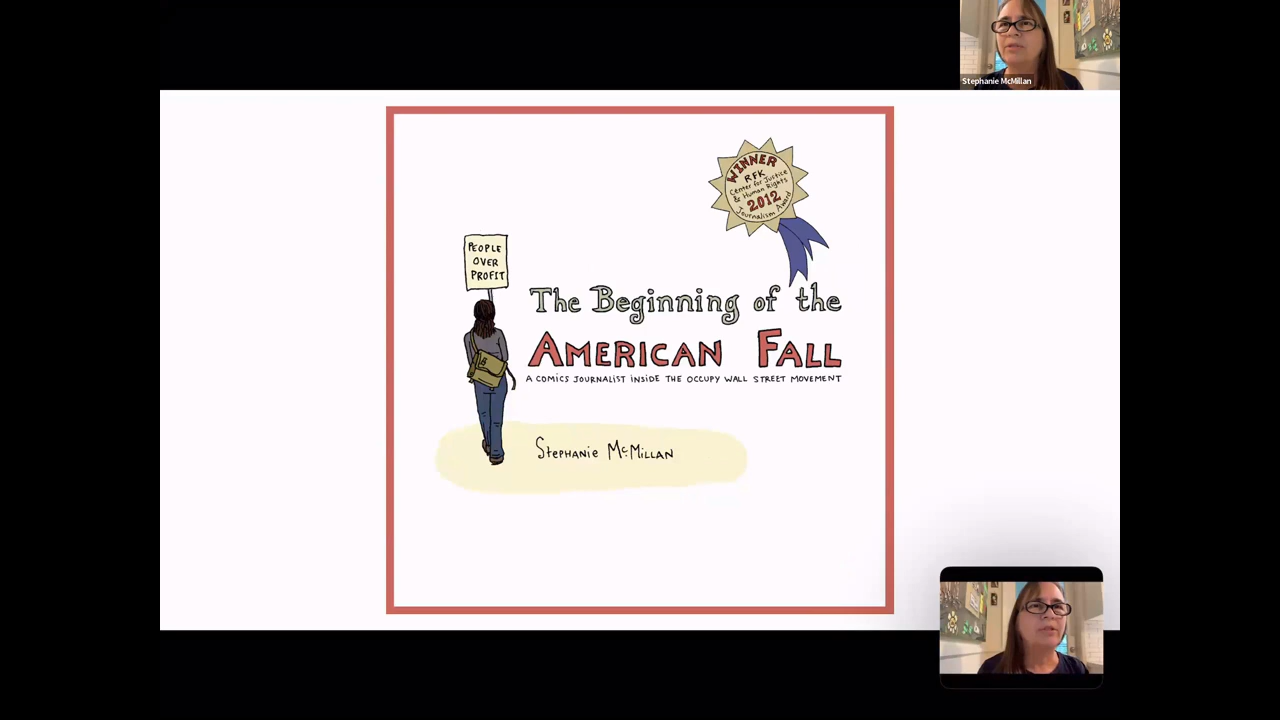 Stephanie McMillan
WINNER
RFK
Center for Justice
& Human Rights
2012
Journalism Award
PEOPLE
OVER
PROFIT
The Beginning of the
AMERICAN FALL
A COMICS JOURNALIST INSIDE THE OCCUPY WALL STREET MOVEMENT
STEPHANIE McMILLAN